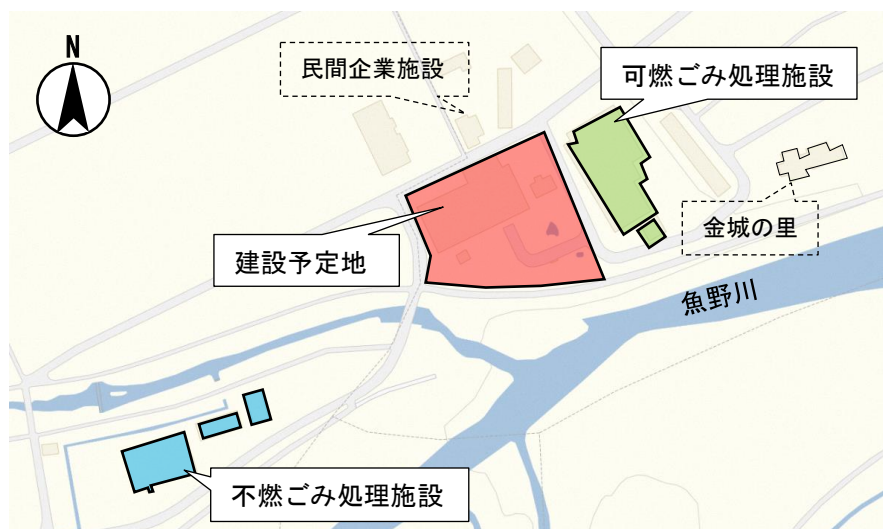 N
民間企業施設
可燃ごみ処理施設
建設予定地
金城の里
魚野川
不燃ごみ処理施設